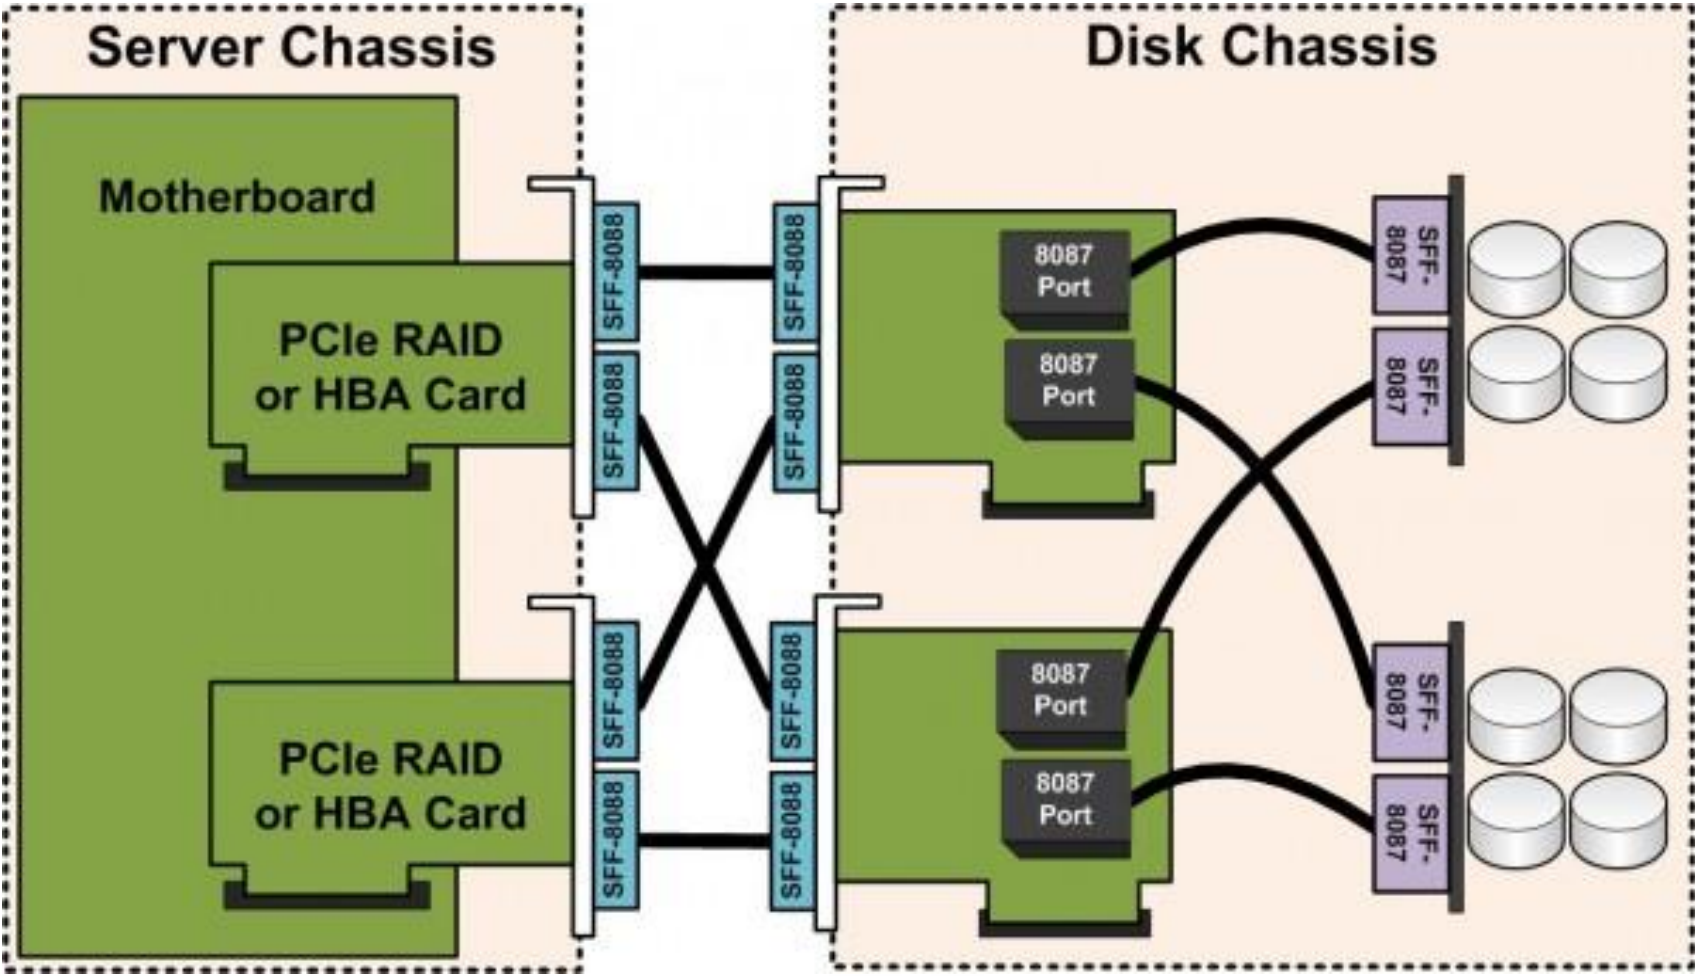 Server Chassis
Disk Chassis
Motherboard
PCIe RAID
or HBA Card
SFF-8088
SFF-8088
SFF-8088
SFF-8088
8087
Port
8087
Port
SFF-
8087
SFF-
8087
PCIe RAID
or HBA Card
SFF-8088
SFF-8088
SFF-8088
SFF-8088
8087
Port
8087
Port
SFF-
8087
SFF-
8087